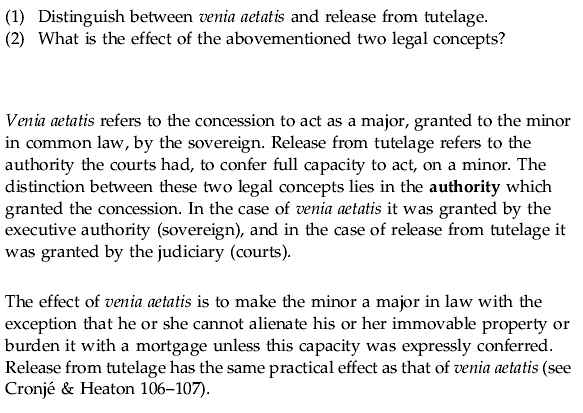 (1) Distinguish between venia aetatis and release from tutelage.
(2) What is the effect of the abovementioned two legal concepts?
Venia aetatis refers to the concession to act as a major, granted to the minor
in common law, by the sovereign. Release from tutelage refers to the
authority the courts had, to confer full capacity to act, on a minor. The
distinction between these two legal concepts lies in the authority which
granted the concession. In the case of venia aetatis it was granted by the
executive authority (sovereign), and in the case of release from tutelage it
was granted by the judiciary (courts).
The effect of venia aetatis is to make the minor a major in law with the
exception that he or she cannot alienate his or her immovable property or
burden it with a mortgage unless this capacity was expressly conferred.
Release from tutelage has the same practical effect as that of venia aetatis (see
Cronjé & Heaton 106–107).